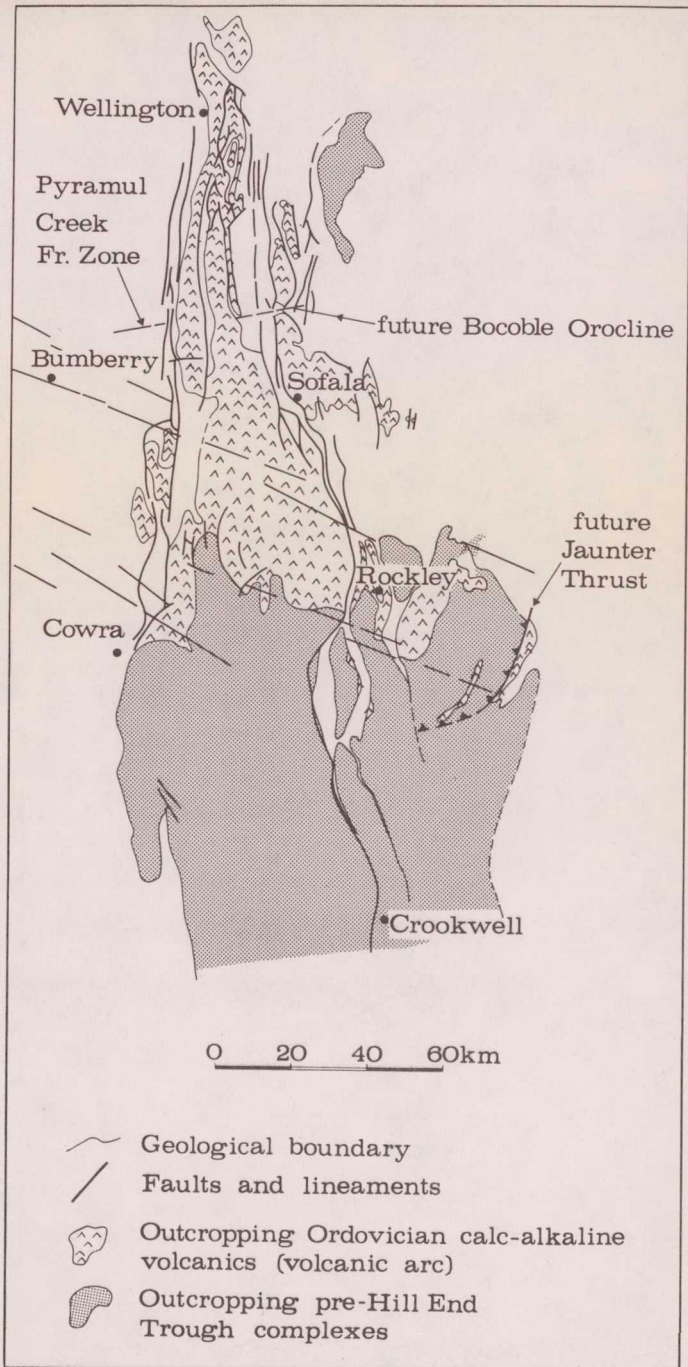 Wellington
Pyramul
Creek
Fr. Zone
future Bocoble Orocline
Bumberry
Sofala
future
Jaunter
Thrust
Rockley
Cowra
Crookwell
0 20 40 60km
Geological boundary
Faults and lineaments
Outcropping Ordovician calc-alkaline
volcanics (volcanic arc)
Outcropping pre-Hill End
Trough complexes